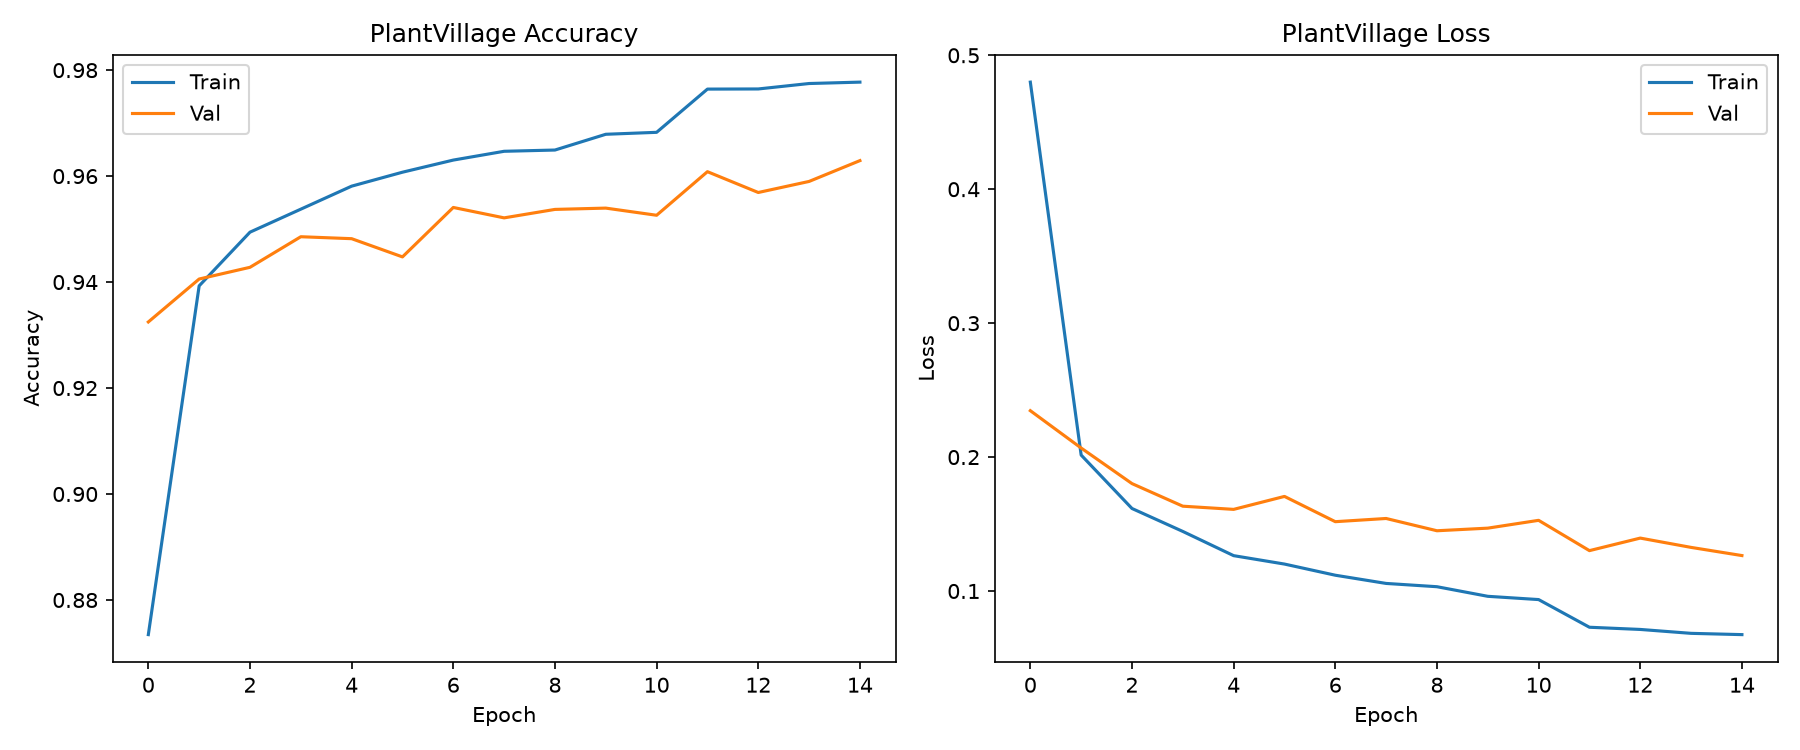 PlantVillage Accuracy
Train
Val
0.98
0.96
0.94
0.92
0.90
0.88
Accuracy
0 2 4 6 8 10 12 14
Epoch
PlantVillage Loss
Train
Val
0.5
0.4
0.3
0.2
0.1
Loss
0 2 4 6 8 10 12 14
Epoch